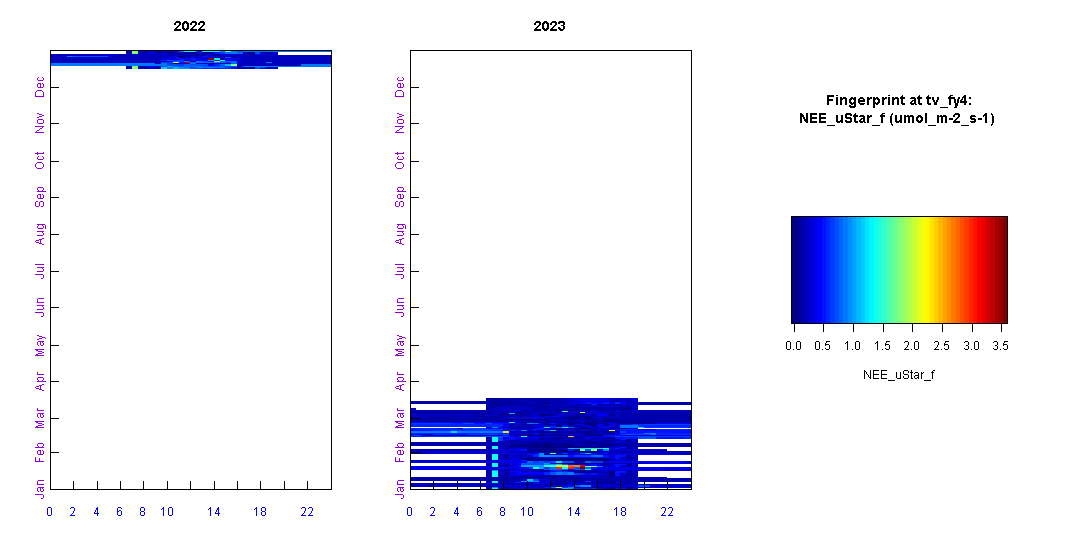 2022
2023
Fingerprint at tv_fy4:
NEE_uStar_f (umol_m-2_s-1)
Dec
Nov
Oct
Sep
Aug
Jul
Jun
May
Apr
Mar
Feb
Jan
0 2 4 6 8 10 14 18 22
Dec
Nov
Oct
Sep
Aug
Jul
Jun
May
Apr
Mar
Feb
Jan
0 2 4 6 8 10 14 18 22
0.0 0.5 1.0 1.5 2.0 2.5 3.0 3.5
NEE_uStar_f